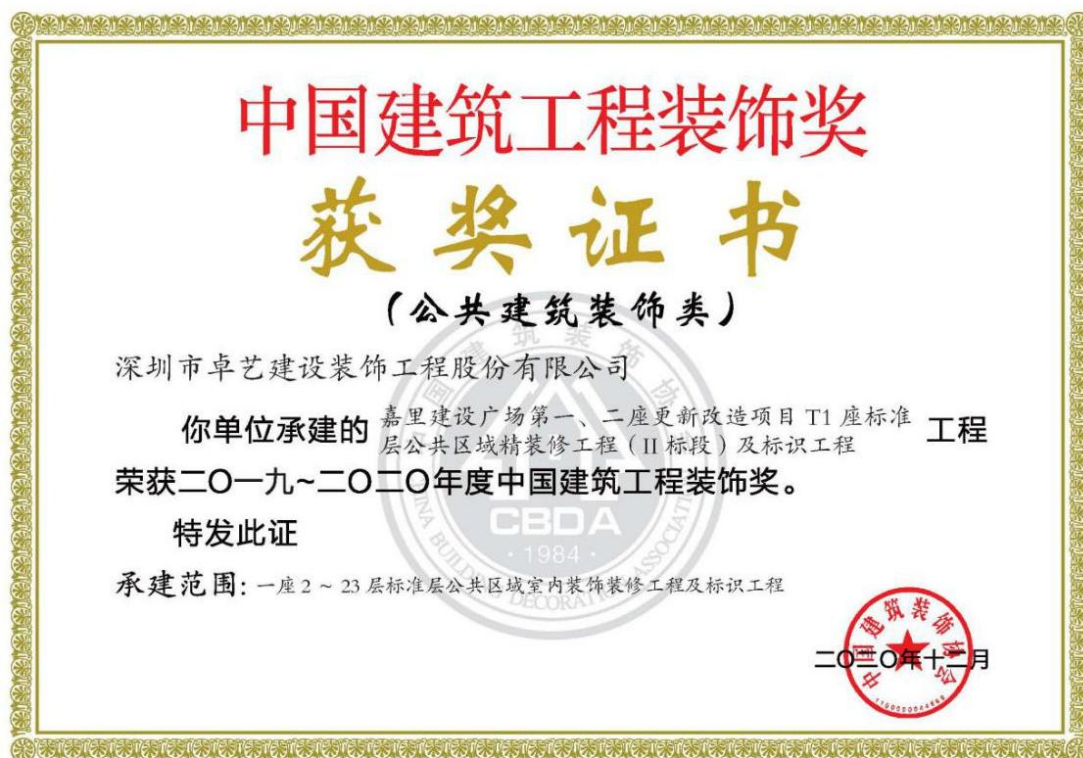 中国建筑工程装饰奖
获奖证书
(公共建筑装饰类)
深圳市卓艺建设装饰工程股份有限公司
你单位承建的 嘉里建设广场第一、二座更新改造项目 T1 座标准
层公共区域精装修工程(II 标段)及标识工程 工程
荣获二〇一九~二〇二〇年度中国建筑工程装饰奖。
特发此证
承建范围: 一座 2 ~ 23 层标准层公共区域室内装饰装修工程及标识工程
二〇二〇年十二月
中国建筑装饰协会
CBDA
·1984·
CHINA BUILDING DECORATION ASSOCIATION